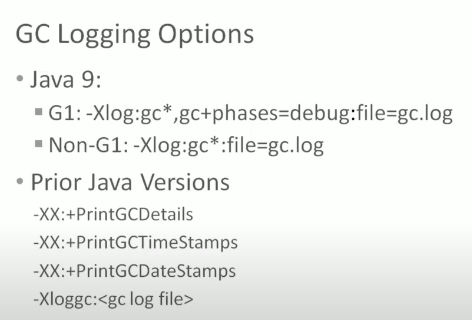 GC Logging Options
• Java 9:
▪ G1: -Xlog:gc*,gc+phases=debug:file=gc.log
▪ Non-G1: -Xlog:gc*:file=gc.log
• Prior Java Versions
-XX:+PrintGCDetails
-XX:+PrintGCTimeStamps
-XX:+PrintGCDateStamps
-Xloggc:<gc log file>